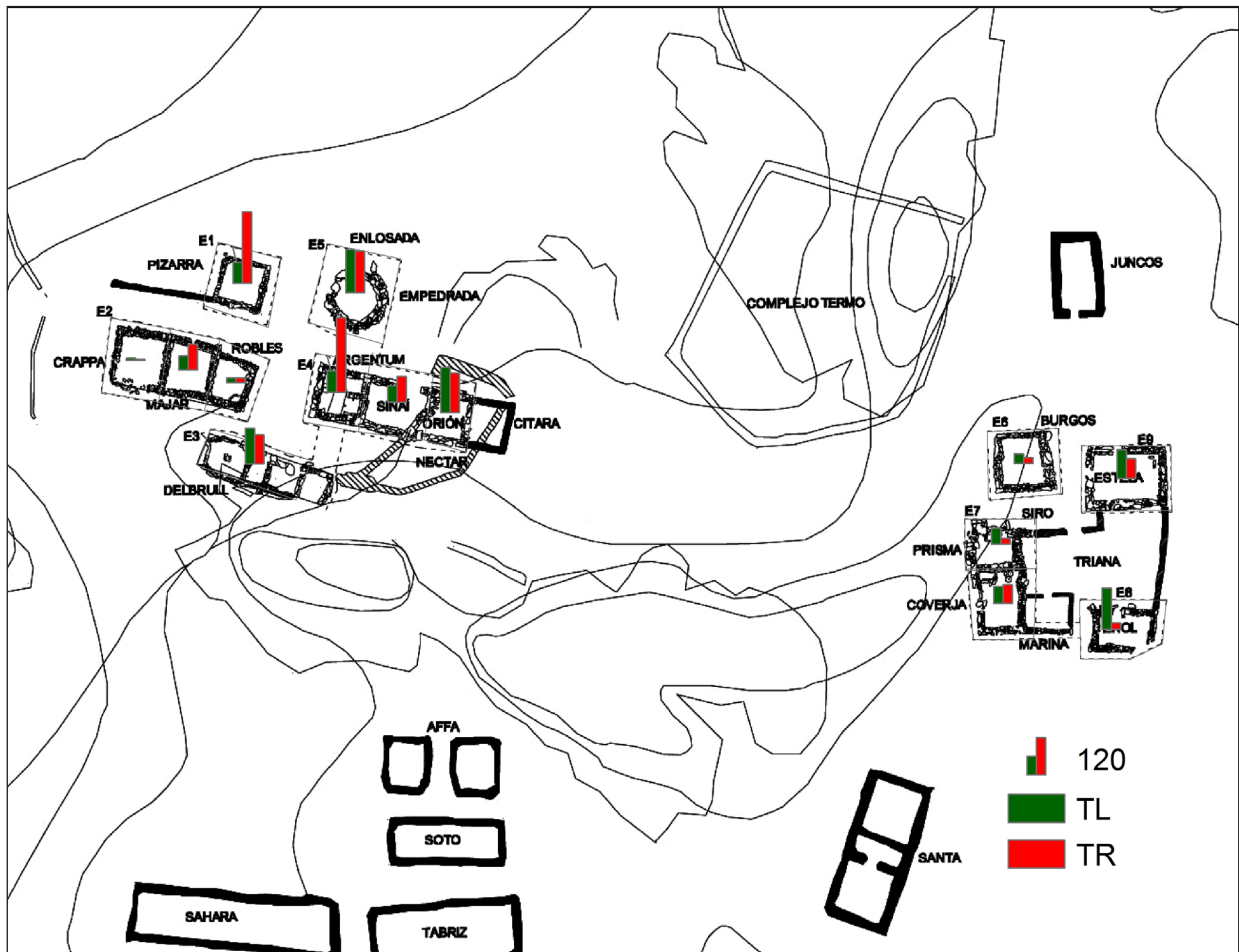 E1
PIZARRA
E5
ENLOSADA
EMPEDRADA
COMPLEJO TERMO
JUNCOS
E2
CRAPPA
ROBLES
MAJAR
E4
ARGENTUM
SINAÍ
ORIÓN
CITARA
NECTAR
E3
DELBRULL
E6
BURGOS
E9
ESTELA
E7
SIRO
PRISMA
TRIANA
COVERJA
E8
MARINA
AFFA
SOTO
SAHARA
TABRIZ
SANTA
120
TL
TR